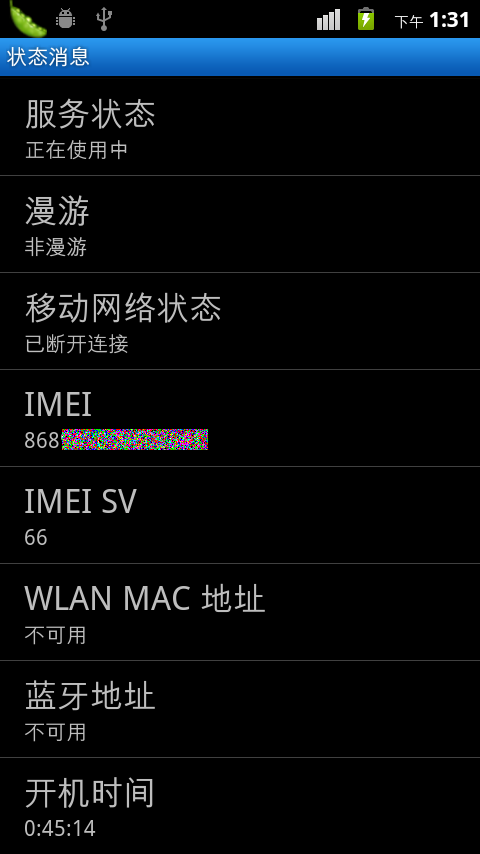 下午 1:31
状态消息
服务状态
正在使用中
漫游
非漫游
移动网络状态
已断开连接
IMEI
868
IMEI SV
66
WLAN MAC 地址
不可用
蓝牙地址
不可用
开机时间
0:45:14